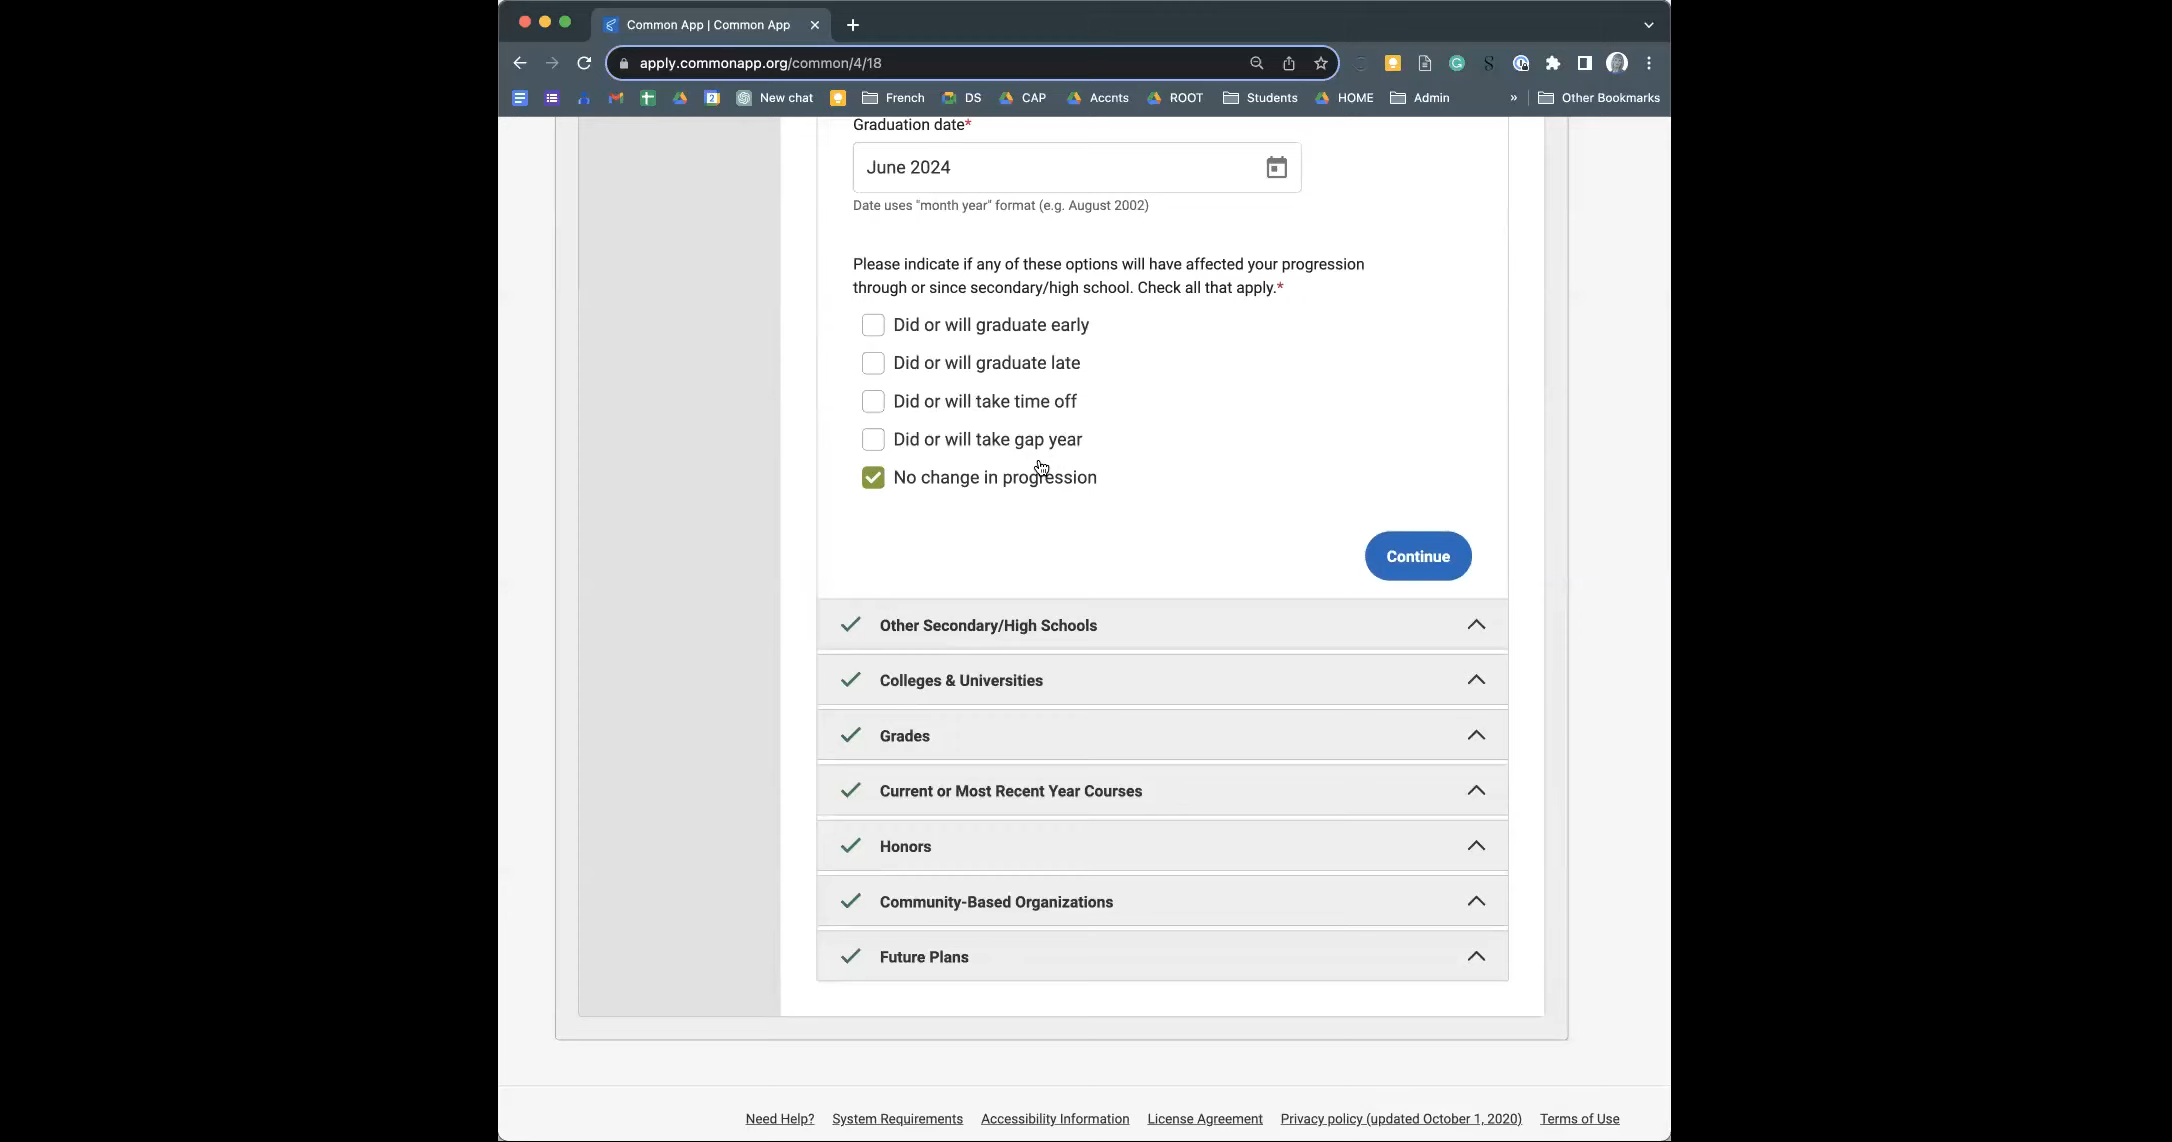 Common App | Common App
apply.commonapp.org/common/4/18
New chat French DS CAP Accnts ROOT Students HOME Admin » Other Bookmarks
Graduation date*
June 2024
Date uses "month year" format (e.g. August 2002)
Please indicate if any of these options will have affected your progression
through or since secondary/high school. Check all that apply.*
Did or will graduate early
Did or will graduate late
Did or will take time off
Did or will take gap year
No change in progression
Continue
Other Secondary/High Schools
Colleges & Universities
Grades
Current or Most Recent Year Courses
Honors
Community-Based Organizations
Future Plans
Need Help? System Requirements Accessibility Information License Agreement Privacy policy (updated October 1, 2020) Terms of Use